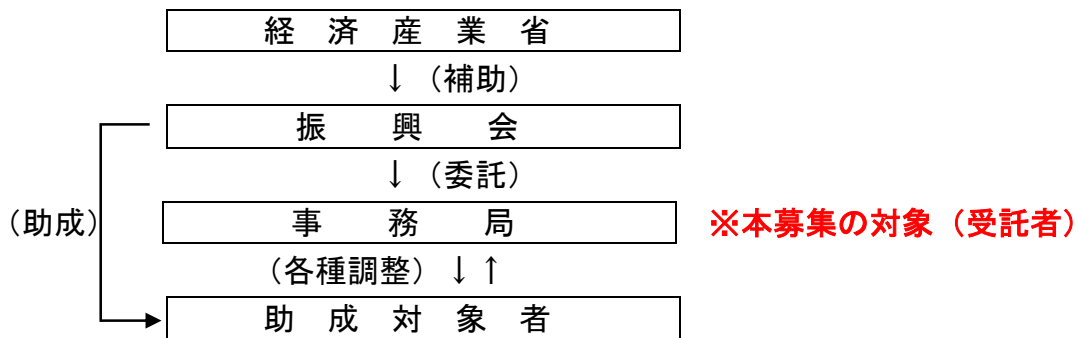 経　済　産　業　省
↓（補助）
振　興　会
↓（委託）
（助成）
事　務　局
※本募集の対象（受託者）
（各種調整）↓↑
助　成　対　象　者